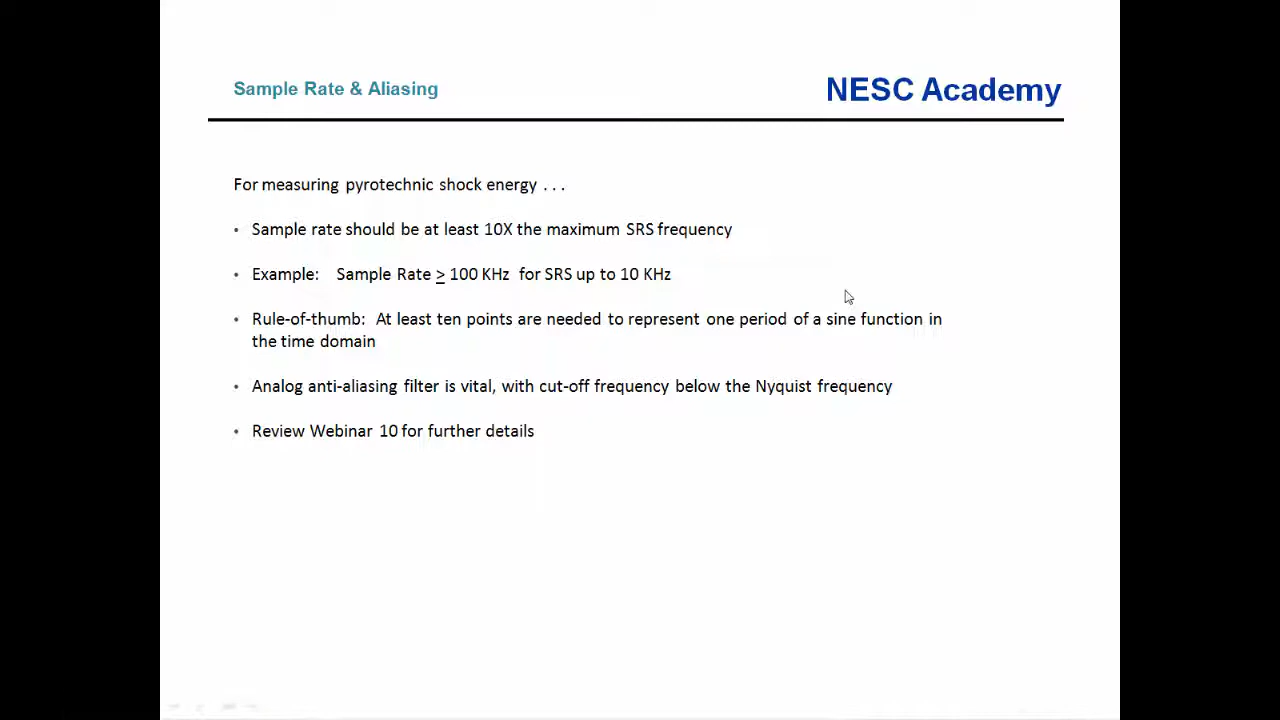 Sample Rate & Aliasing
NESC Academy
For measuring pyrotechnic shock energy . . .
• Sample rate should be at least 10X the maximum SRS frequency
• Example: Sample Rate ≥ 100 KHz for SRS up to 10 KHz
• Rule-of-thumb: At least ten points are needed to represent one period of a sine function in
the time domain
• Analog anti-aliasing filter is vital, with cut-off frequency below the Nyquist frequency
• Review Webinar 10 for further details